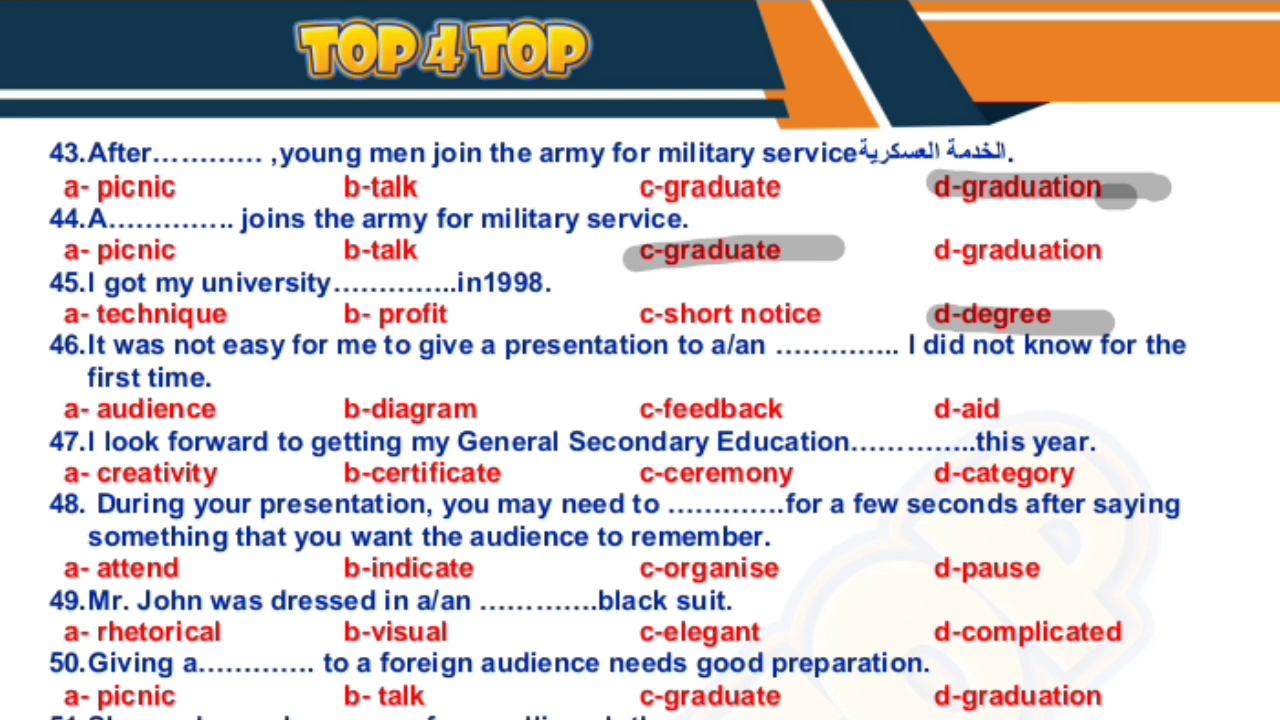 TOP 4 TOP
43.After…………,young men join the army for military serviceالخدمة العسكرية.
a- picnic b-talk c-graduate d-graduation
44.A………….. joins the army for military service.
a- picnic b-talk c-graduate d-graduation
45.I got my university…………..in1998.
a- technique b- profit c-short notice d-degree
46.It was not easy for me to give a presentation to a/an ………….. I did not know for the
first time.
a- audience b-diagram c-feedback d-aid
47.I look forward to getting my General Secondary Education…………..this year.
a- creativity b-certificate c-ceremony d-category
48. During your presentation, you may need to ………….for a few seconds after saying
something that you want the audience to remember.
a- attend b-indicate c-organise d-pause
49.Mr. John was dressed in a/an ………….black suit.
a- rhetorical b-visual c-elegant d-complicated
50.Giving a…………. to a foreign audience needs good preparation.
a- picnic b- talk c-graduate d-graduation